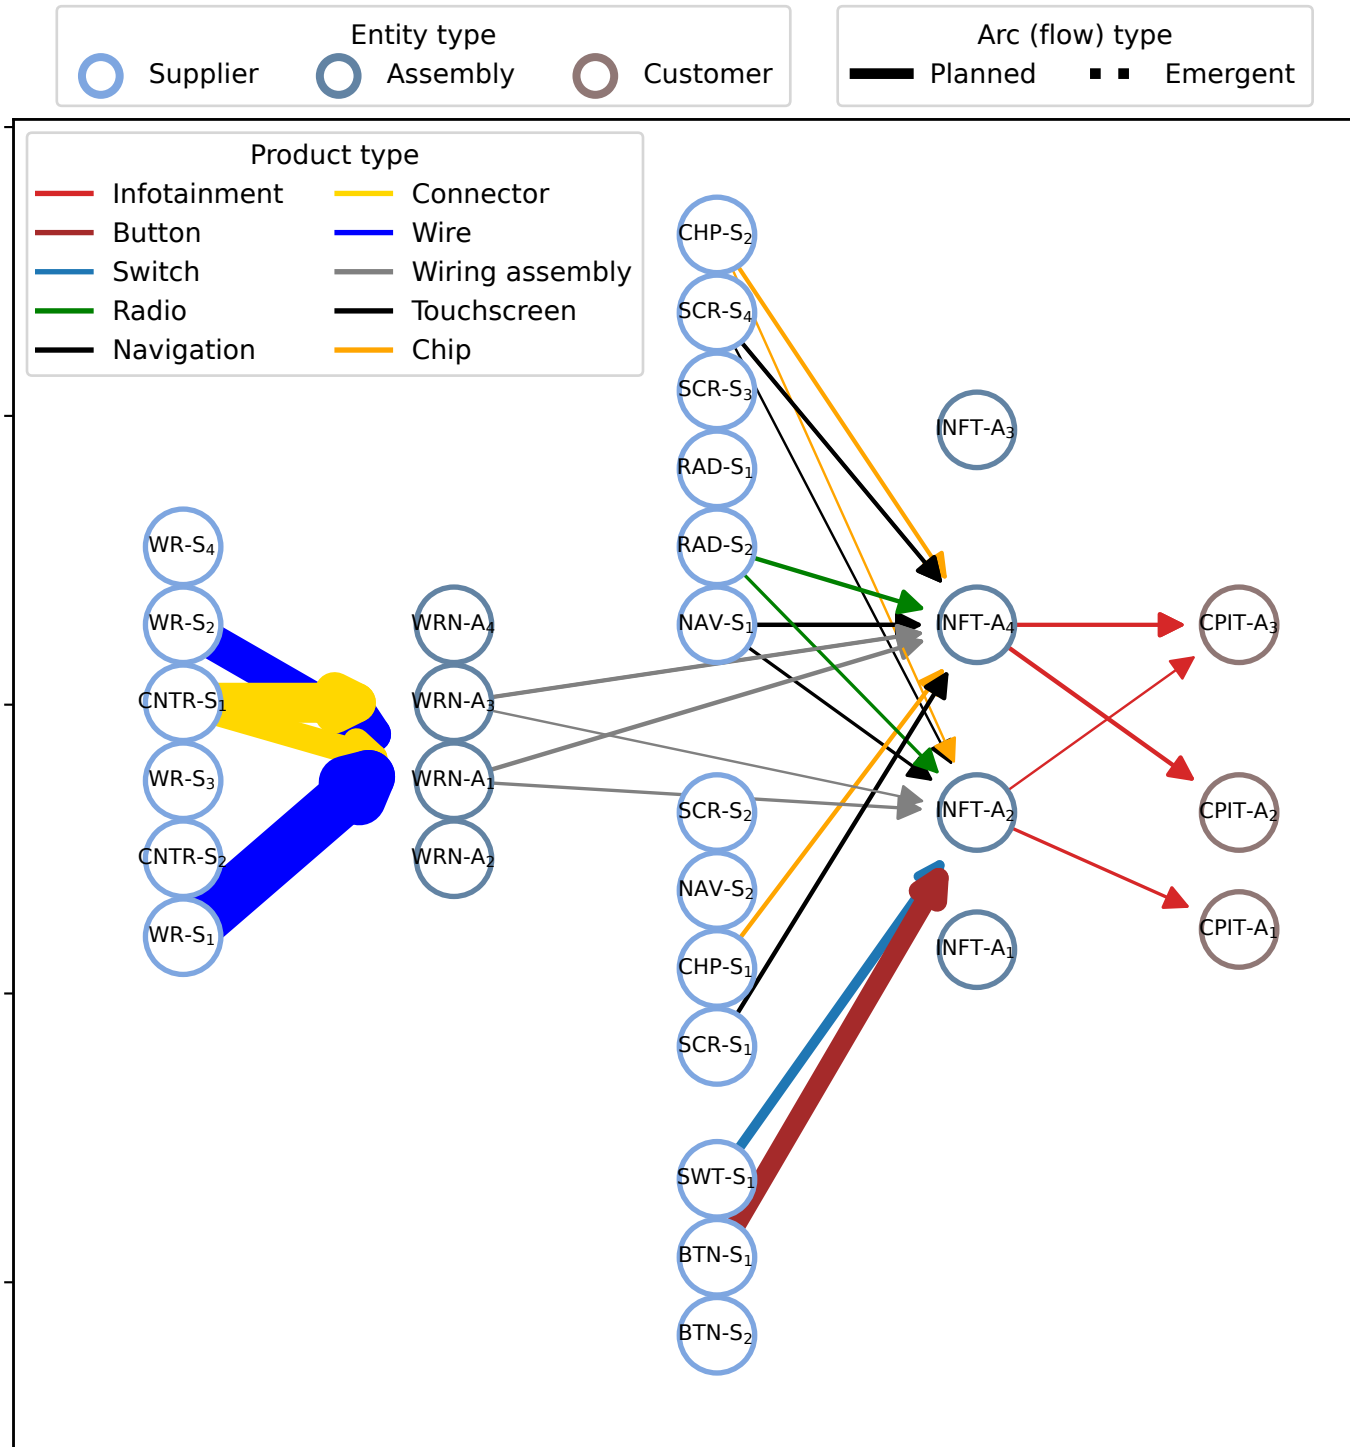 Entity type
Supplier Assembly Customer
Arc (flow) type
Planned Emergent
Product type
Infotainment Connector
Button Wire
Switch Wiring assembly
Radio Touchscreen
Navigation Chip
WR-S4
WR-S2
CNTR-S1
WR-S3
CNTR-S2
WR-S1
WRN-A4
WRN-A3
WRN-A1
WRN-A2
CHP-S2
SCR-S4
SCR-S3
RAD-S1
RAD-S2
NAV-S1
SCR-S2
NAV-S2
CHP-S1
SCR-S1
SWT-S1
BTN-S1
BTN-S2
INFT-A3
INFT-A4
INFT-A2
INFT-A1
CPIT-A3
CPIT-A2
CPIT-A1